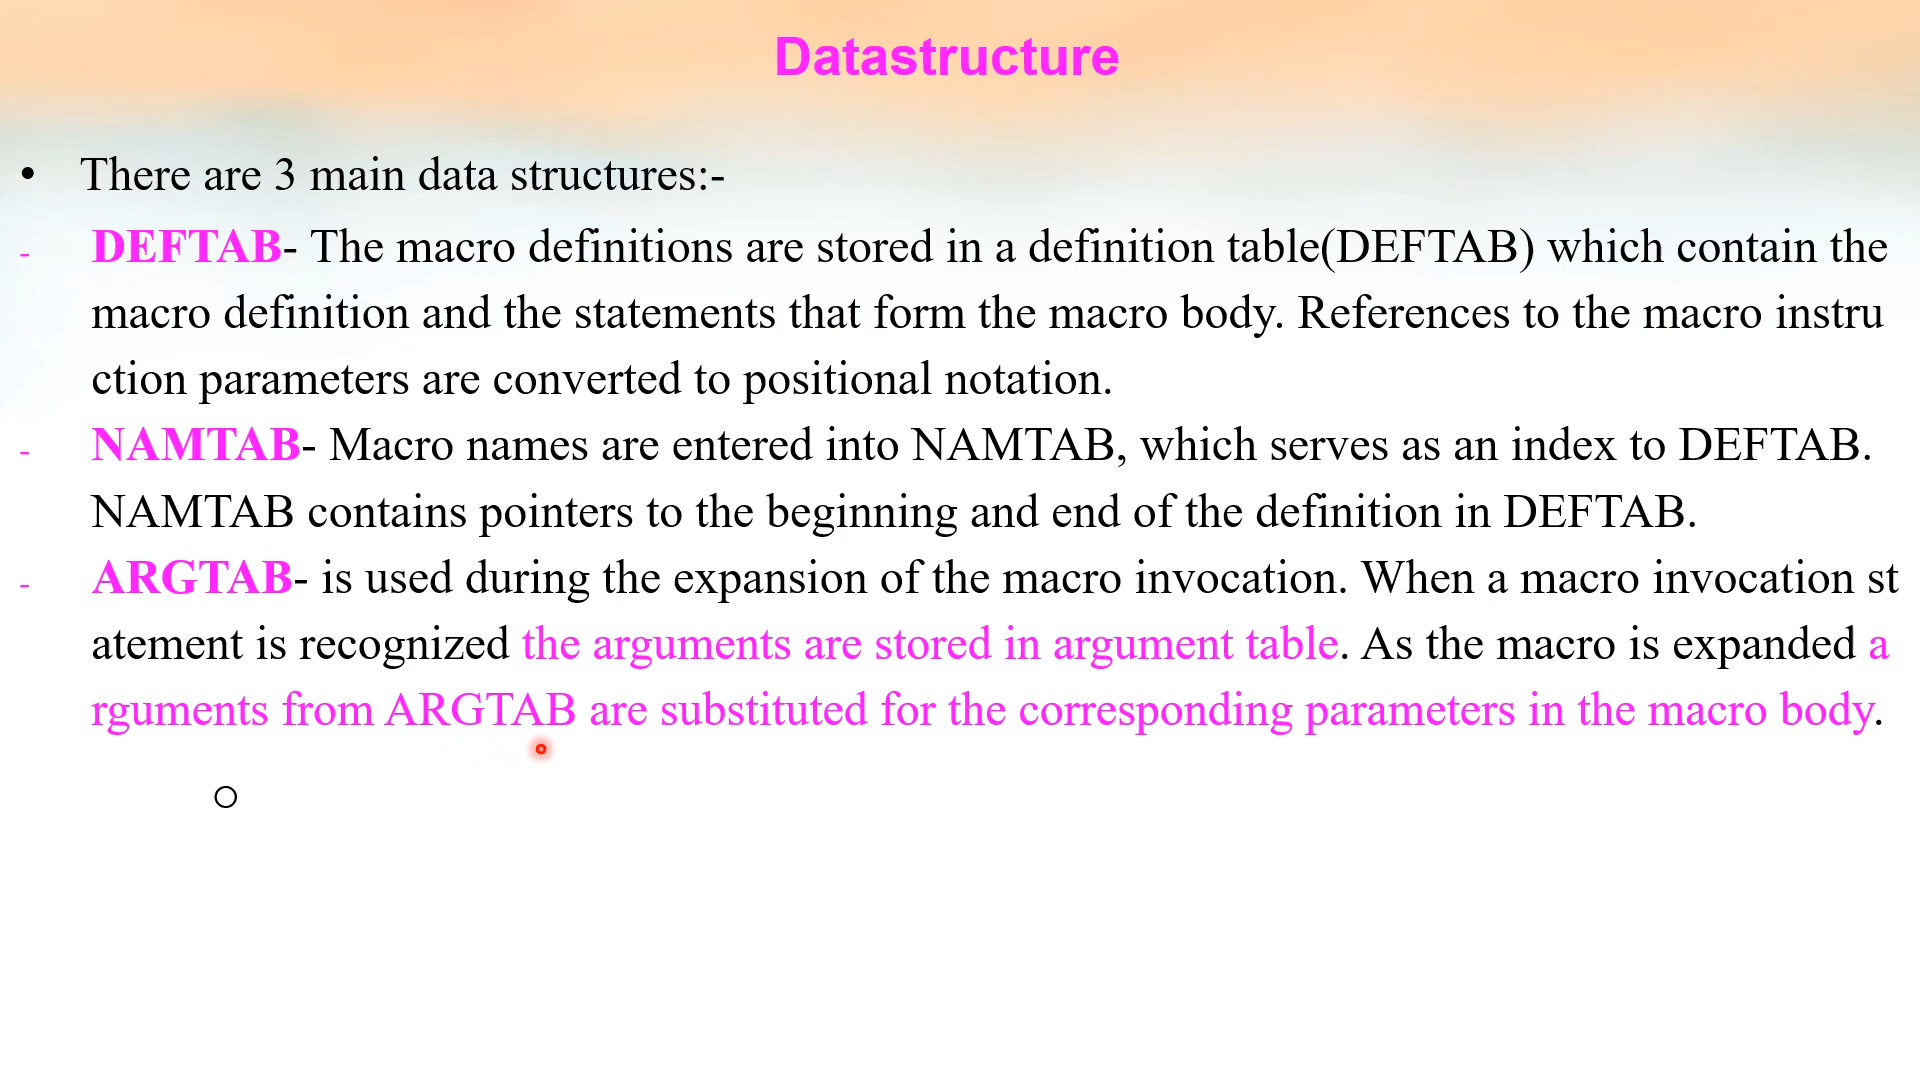 Datastructure
• There are 3 main data structures:-
- DEFTAB- The macro definitions are stored in a definition table(DEFTAB) which contain the
macro definition and the statements that form the macro body. References to the macro instru
ction parameters are converted to positional notation.
- NAMTAB- Macro names are entered into NAMTAB, which serves as an index to DEFTAB.
NAMTAB contains pointers to the beginning and end of the definition in DEFTAB.
- ARGTAB- is used during the expansion of the macro invocation. When a macro invocation st
atement is recognized the arguments are stored in argument table. As the macro is expanded a
rguments from ARGTAB are substituted for the corresponding parameters in the macro body.